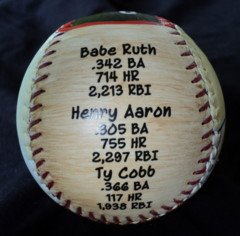 Babe Ruth
.342 BA
714 HR
2,213 RBI
Henry Aaron
.305 BA
755 HR
2,297 RBI
Ty Cobb
.366 BA
117 HR
1,938 RBI